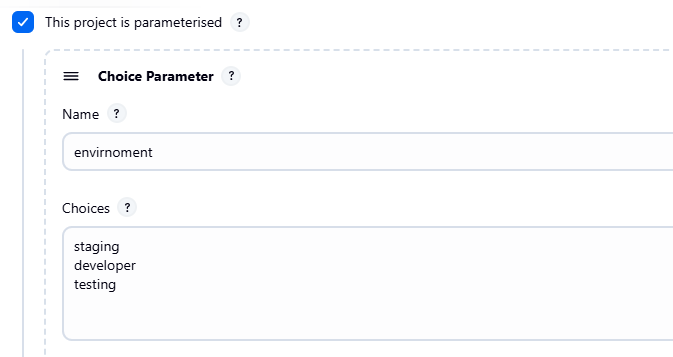 This project is parameterised ?
Choice Parameter ?
Name ?
envirnoment
Choices ?
staging
developer
testing